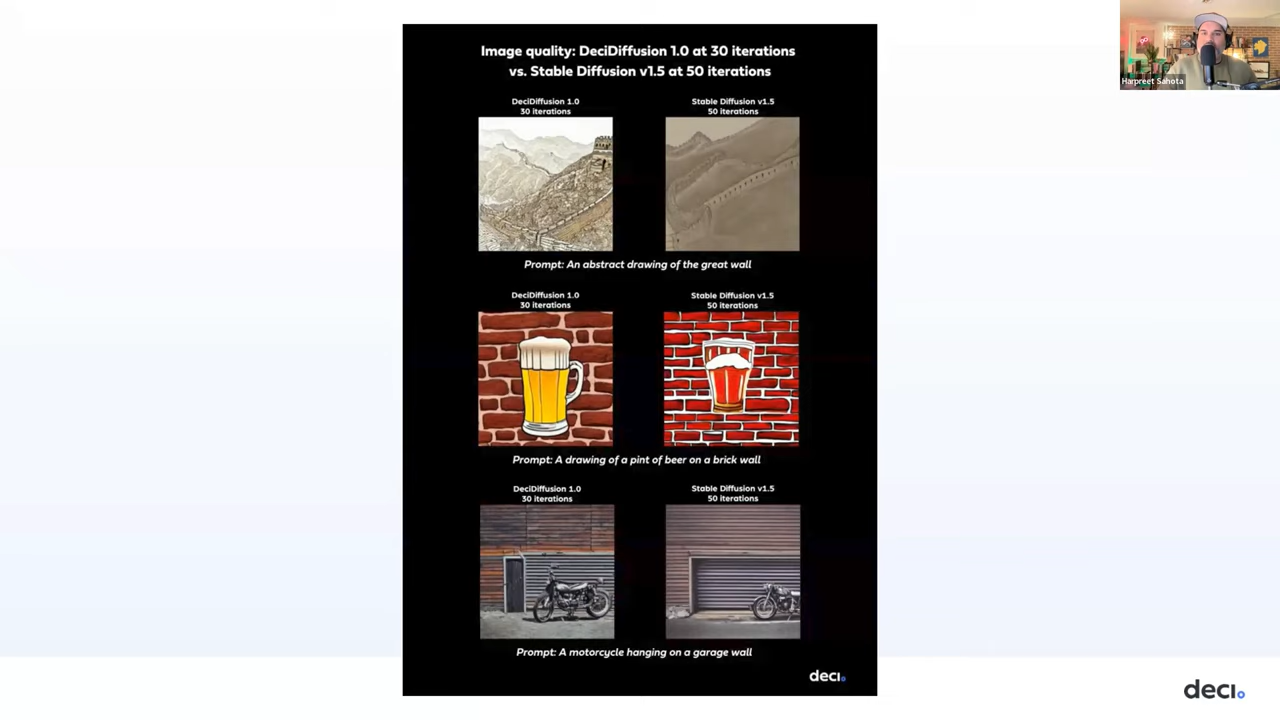 Image quality: DeciDiffusion 1.0 at 30 iterations
vs. Stable Diffusion v1.5 at 50 iterations
Harpreet Sahota
DeciDiffusion 1.0
30 iterations
Stable Diffusion v1.5
50 iterations
Prompt: An abstract drawing of the great wall
DeciDiffusion 1.0
30 iterations
Stable Diffusion v1.5
50 iterations
Prompt: A drawing of a pint of beer on a brick wall
DeciDiffusion 1.0
30 iterations
Stable Diffusion v1.5
50 iterations
Prompt: A motorcycle hanging on a garage wall
deci.
deci.